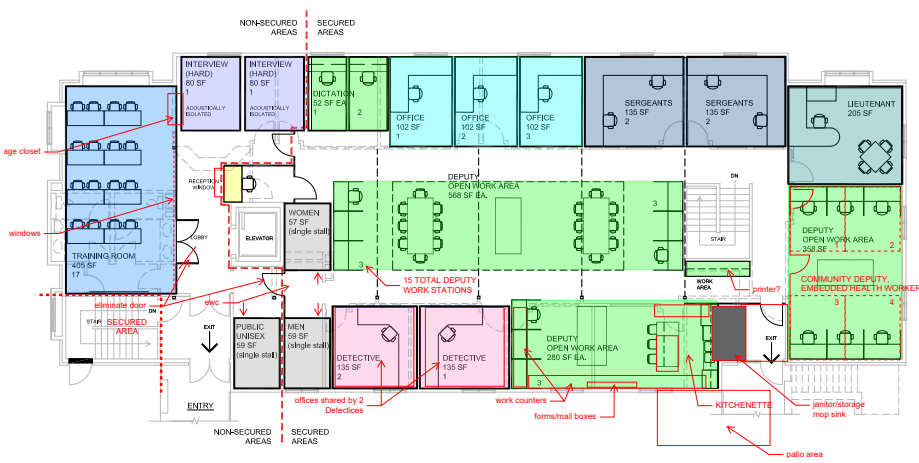 NON-SECURED
AREAS
SECURED
AREAS
INTERVIEW
(HARD)
80 SF
1
ACOUSTICALLY
ISOLATED
INTERVIEW
(HARD)
80 SF
1
ACOUSTICALLY
ISOLATED
DICTATION
52 SF EA.
1
2
OFFICE
102 SF
1
OFFICE
102 SF
2
OFFICE
102 SF
3
SERGEANTS
135 SF
2
SERGEANTS
135 SF
2
LIEUTENANT
205 SF
age closet
windows
RECEPTION
WINDOW
ELEVATOR
WOMEN
57 SF
(single stall)
DEPUTY
OPEN WORK AREA
568 SF EA.
3
3
DN
STAIR
WORK
AREA
printer?
DEPUTY
OPEN WORK AREA
358 SF
1
2
COMMUNITY DEPUTY,
EMBEDDED HEALTH WORKER
3
4
LOBBY
TRAINING ROOM
405 SF
17
15 TOTAL DEPUTY
WORK STATIONS
eliminate door
ewc
DN
SECURED
AREA
STAIR
EXIT
PUBLIC
UNISEX
59 SF
(single stall)
MEN
59 SF
(single stall)
DETECTIVE
135 SF
2
DETECTIVE
135 SF
1
DEPUTY
OPEN WORK AREA
280 SF EA.
3
EXIT
ENTRY
offices shared by 2
Detectices
work counters
forms/mail boxes
KITCHENETTE
janitor/storage
mop sink
NON-SECURED
AREAS
SECURED
AREAS
patio area